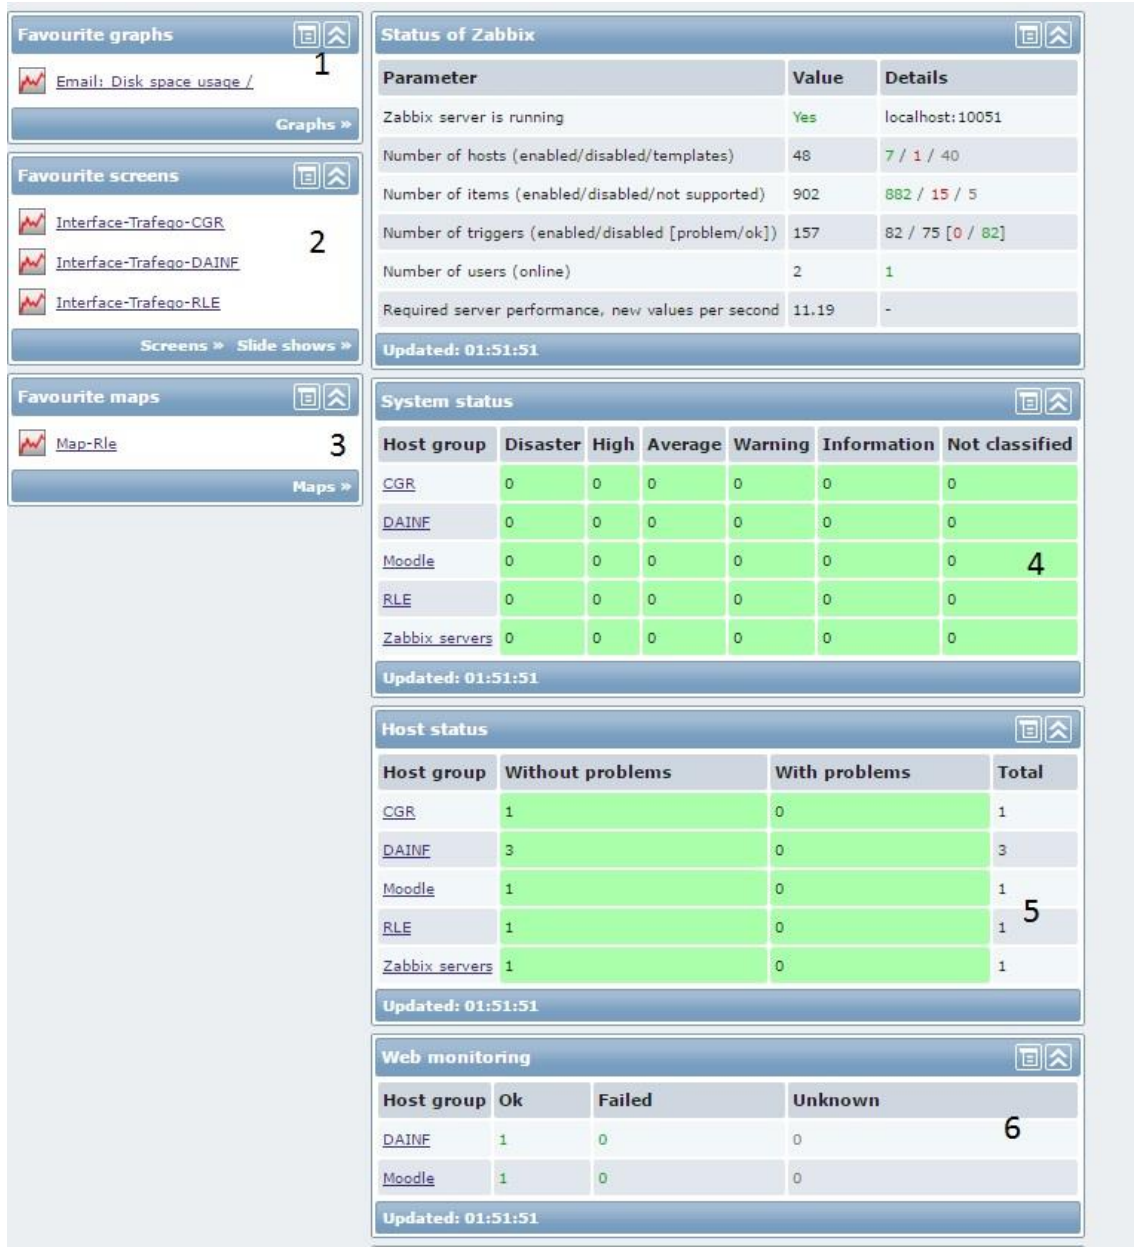 Favourite graphs
1
Email: Disk space usage /
Graphs »
Favourite screens
Interface-Trafego-CGR
2
Interface-Trafego-DAINF
Interface-Trafego-RLE
Screens » Slide shows »
Favourite maps
Map-Rle
3
Maps »
Status of Zabbix
Parameter Value Details
Zabbix server is running Yes localhost:10051
Number of hosts (enabled/disabled/templates) 48 7 / 1 / 40
Number of items (enabled/disabled/not supported) 902 882 / 15 / 5
Number of triggers (enabled/disabled [problem/ok]) 157 82 / 75 [0 / 82]
Number of users (online) 2 1
Required server performance, new values per second 11.19 -
Updated: 01:51:51
System status
Host group Disaster High Average Warning Information Not classified
CGR 0 0 0 0 0 0
DAINF 0 0 0 0 0 0
Moodle 0 0 0 0 0 0 4
RLE 0 0 0 0 0 0
Zabbix servers 0 0 0 0 0 0
Updated: 01:51:51
Host status
Host group Without problems With problems Total
CGR 1 0 1
DAINF 3 0 3
Moodle 1 0 1
5
RLE 1 0 1
Zabbix servers 1 0 1
Updated: 01:51:51
Web monitoring
Host group Ok Failed Unknown
6
DAINF 1 0 0
Moodle 1 0 0
Updated: 01:51:51